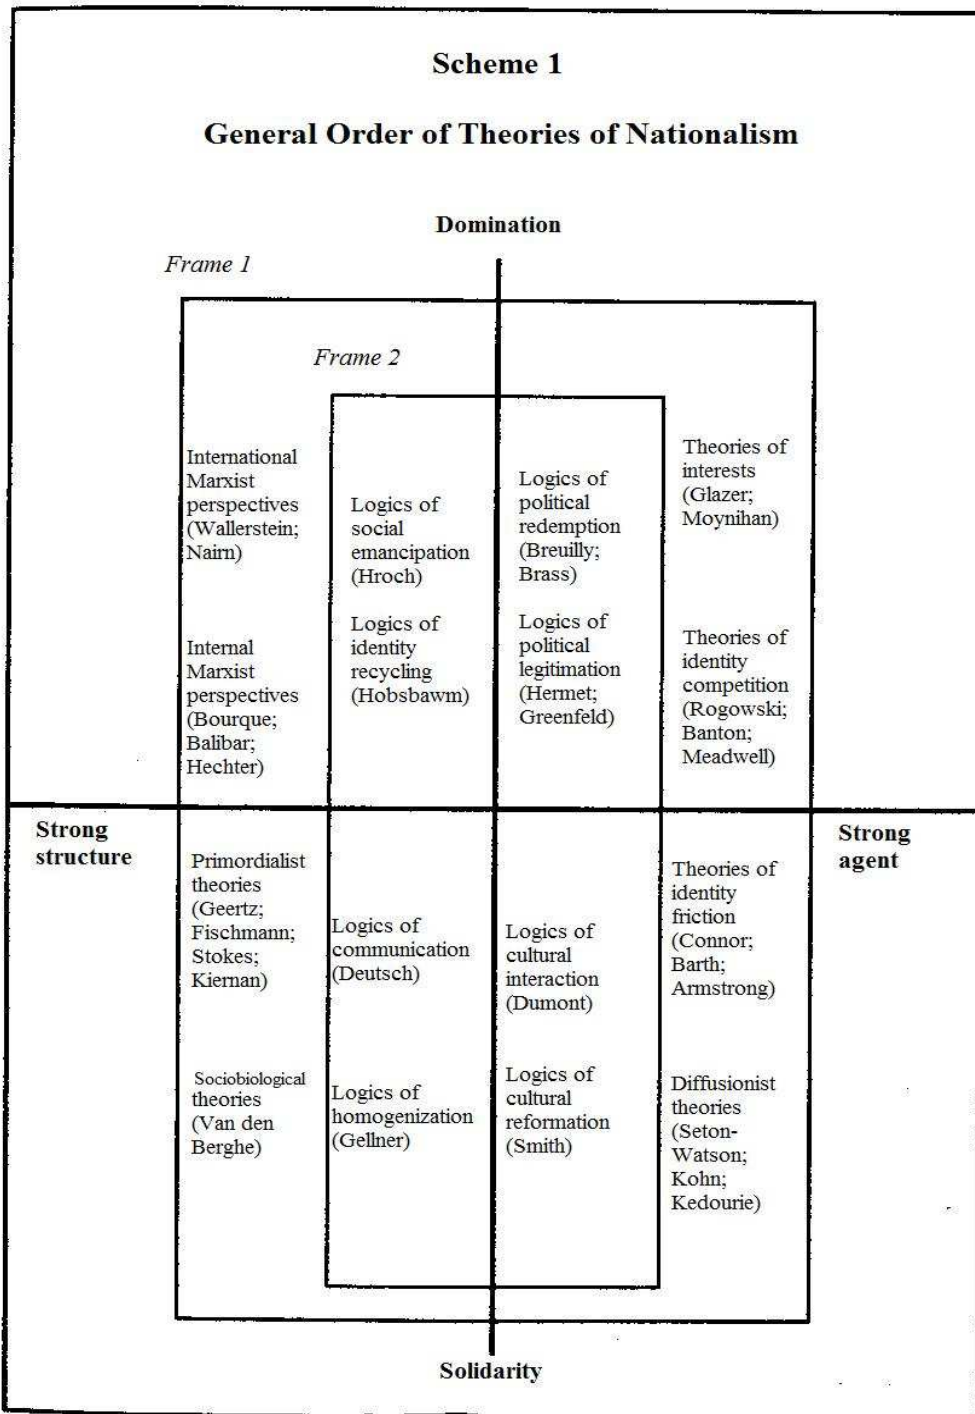 Scheme 1
General Order of Theories of Nationalism
Domination
Frame 1
Frame 2
International
Marxist
perspectives
(Wallerstein;
Nairn)
Logics of
social
emancipation
(Hroch)
Logics of
political
redemption
(Breuilly;
Brass)
Theories of
interests
(Glazer;
Moynihan)
Internal
Marxist
perspectives
(Bourque;
Balibar;
Hechter)
Logics of
identity
recycling
(Hobsbawm)
Logics of
political
legitimation
(Hermet;
Greenfeld)
Theories of
identity
competition
(Rogowski;
Banton;
Meadwell)
Strong
structure
Strong
agent
Primordialist
theories
(Geertz;
Fischmann;
Stokes;
Kiernan)
Logics of
communication
(Deutsch)
Logics of
cultural
interaction
(Dumont)
Theories of
identity
friction
(Connor;
Barth;
Armstrong)
Sociobiological
theories
(Van den
Berghe)
Logics of
homogenization
(Gellner)
Logics of
cultural
reformation
(Smith)
Diffusionist
theories
(Seton-
Watson;
Kohn;
Kedourie)
Solidarity